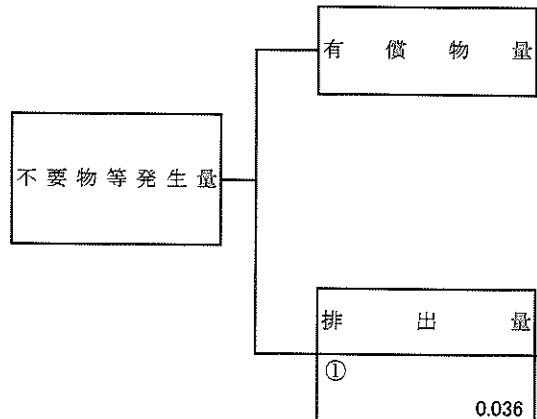 有償物量
不要物等発生量
排出量
①
0.036